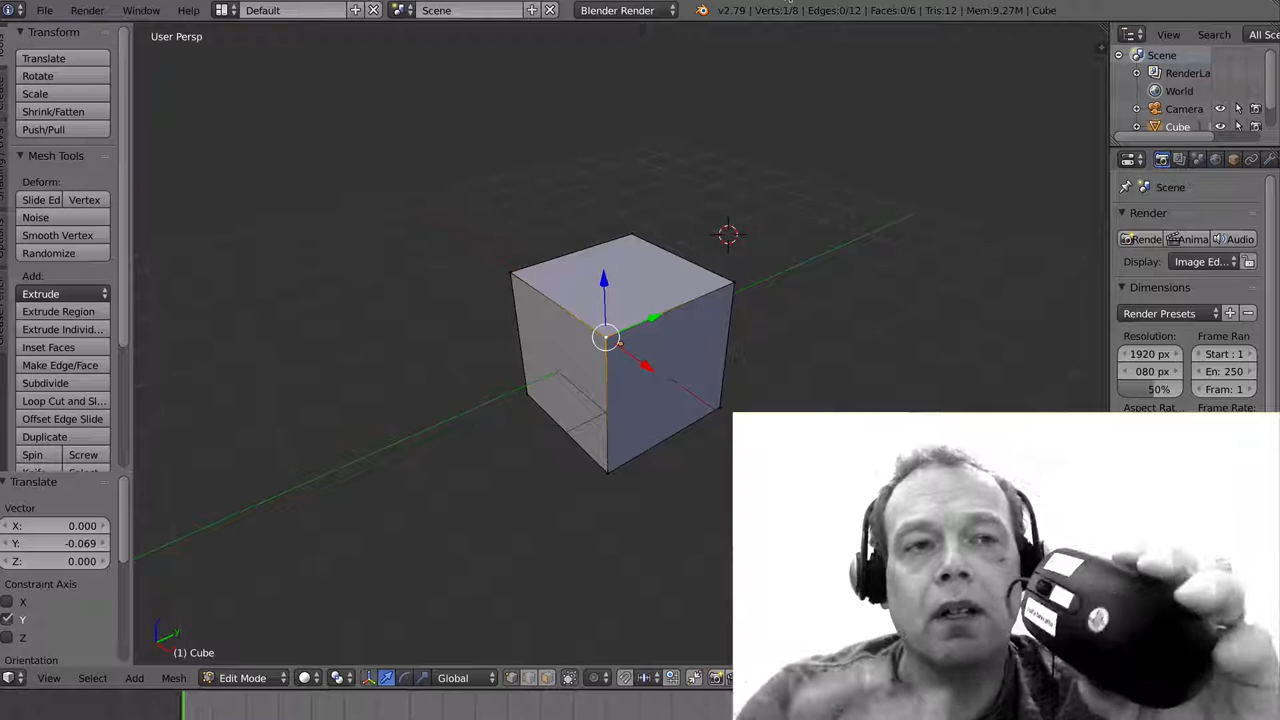 File
Render
Window
Help
Default
Scene
Blender Render
v2.79 | Verts:1/8 | Edges:0/12 | Faces:0/6 | Tris:12 | Mem:9.27M | Cube
Transform
Translate
Rotate
Scale
Shrink/Fatten
Push/Pull
Mesh Tools
Deform:
Slide Ed
Vertex
Noise
Smooth Vertex
Randomize
Add:
Extrude
Extrude Region
Extrude Individ...
Inset Faces
Make Edge/Face
Subdivide
Loop Cut and Sl...
Offset Edge Slide
Duplicate
Spin
Screw
Translate
Vector
X: 0.000
Y: -0.069
Z: 0.000
Constraint Axis
X
Y
Z
Orientation
User Persp
(1) Cube
View
Select
Add
Mesh
Edit Mode
Global
View
Search
All Sce
Scene
RenderLa
World
Camera
Cube
Scene
Render
Rende
Anima
Audio
Display:
Image Ed...
Dimensions
Render Presets
Resolution:
Frame Ran
1920 px
Start : 1
080 px
En: 250
50%
Fram: 1
Aspect Rat
Frame Rate: